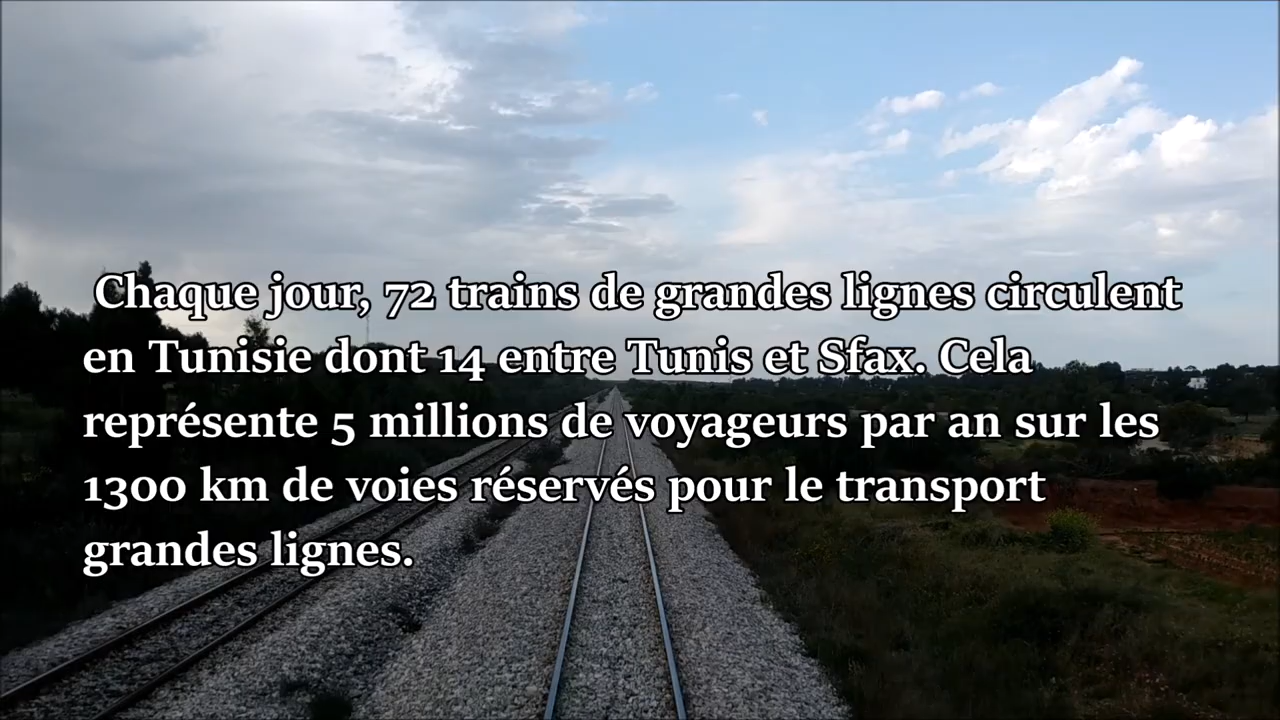 Chaque jour, 72 trains de grandes lignes circulent
en Tunisie dont 14 entre Tunis et Sfax. Cela
représente 5 millions de voyageurs par an sur les
1300 km de voies réservés pour le transport
grandes lignes.